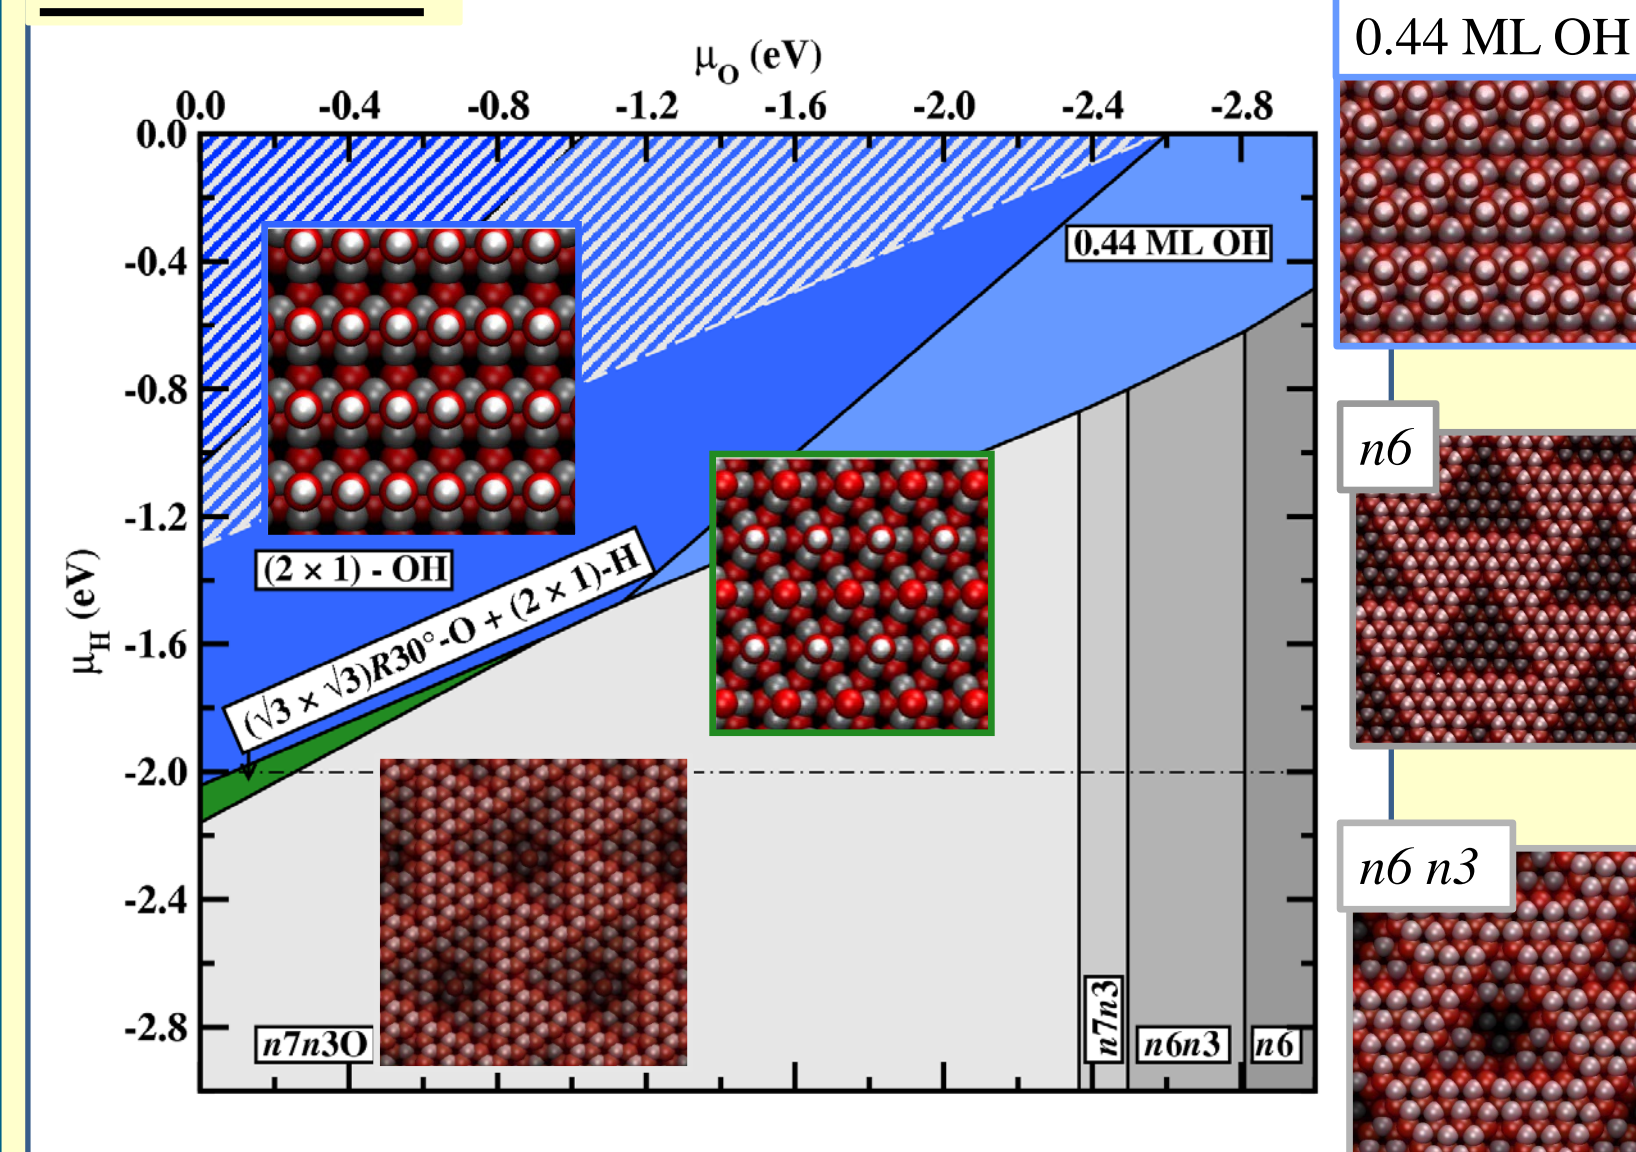 μO (eV)
0.0 -0.4 -0.8 -1.2 -1.6 -2.0 -2.4 -2.8
μH (eV)
0.0
-0.4
-0.8
-1.2
-1.6
-2.0
-2.4
-2.8
0.44 ML OH
(2 × 1) - OH
(√3 × √3)R30°-O + (2 × 1)-H
n7n3O
n7n3
n6n3
n6
0.44 ML OH
n6
n6 n3